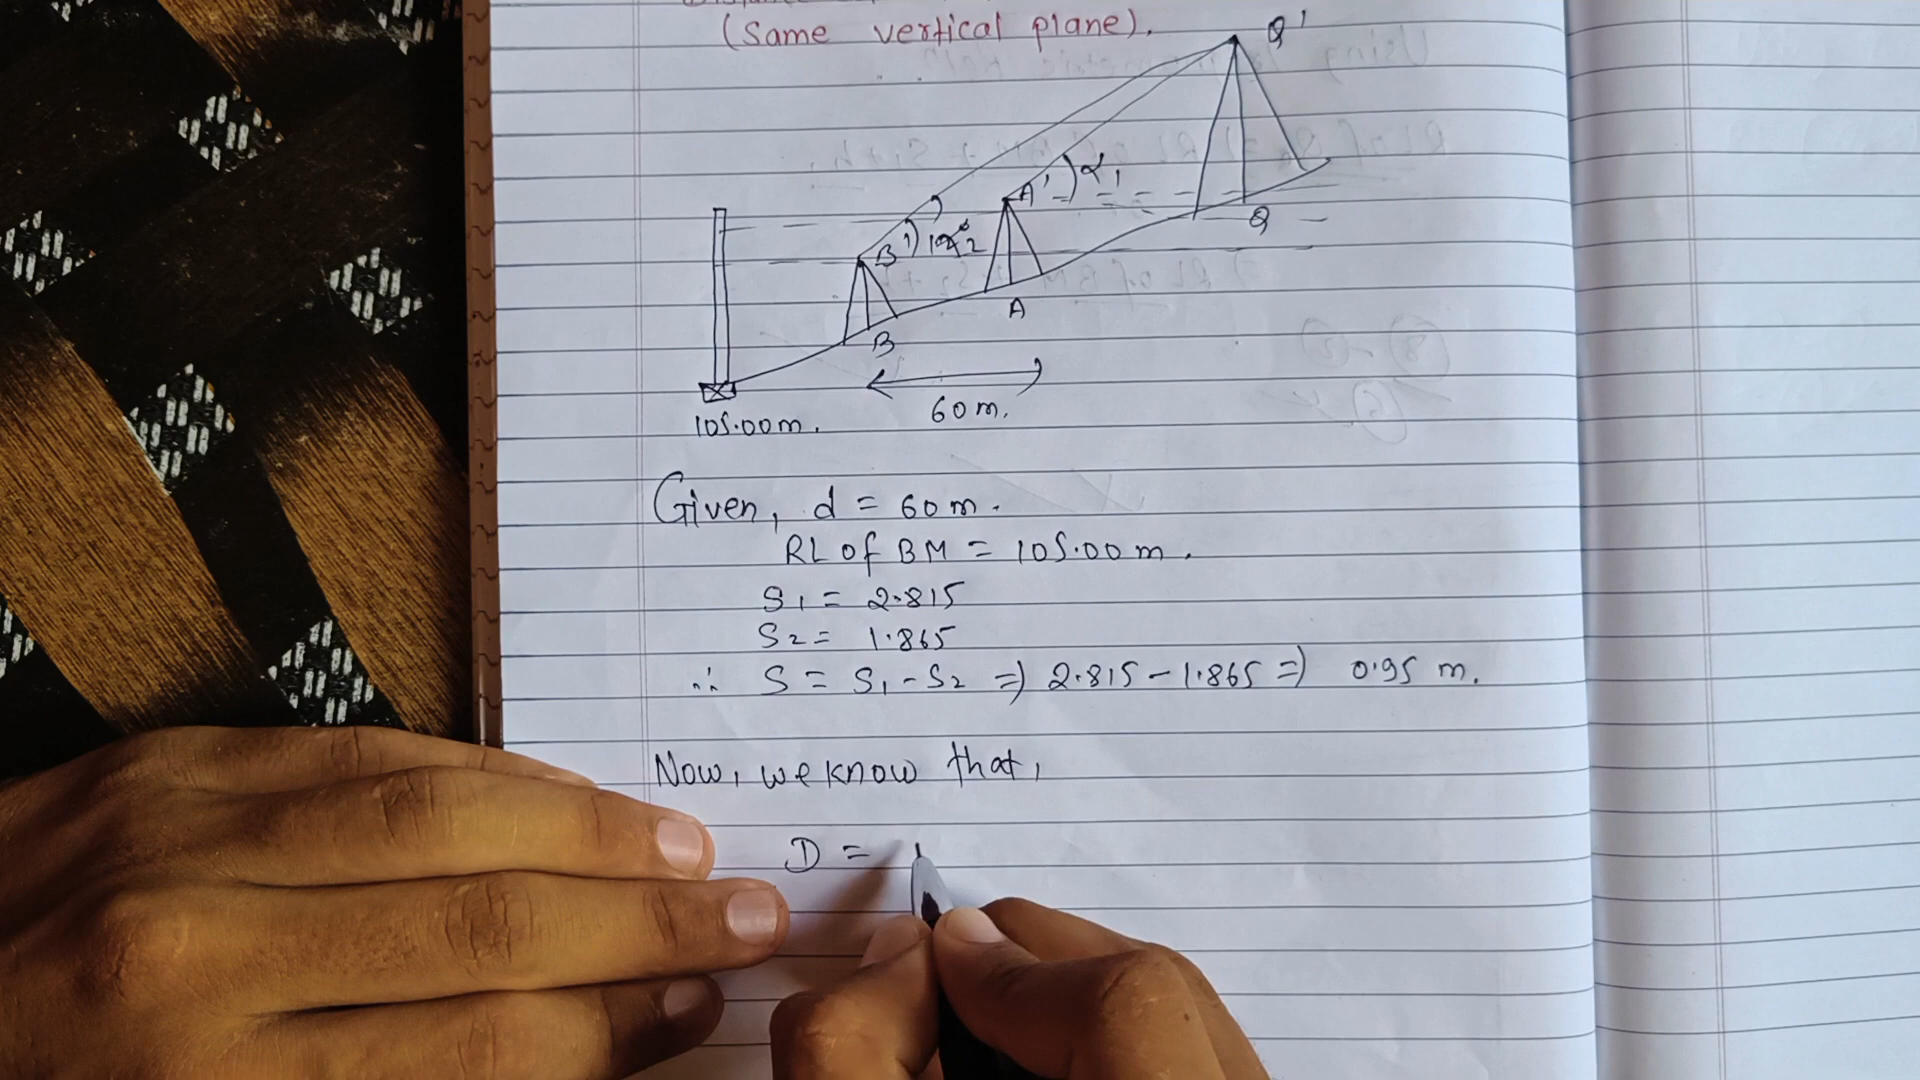 (Same vertical plane).
Q'
A' α1
B' α2
Q
A
B
60m.
105.00m.
Given, d = 60m.
RL of BM = 105.00m.
S1 = 2.815
S2 = 1.865
∴ S = S1 - S2 => 2.815 - 1.865 => 0.95 m.
Now, we know that,
D =